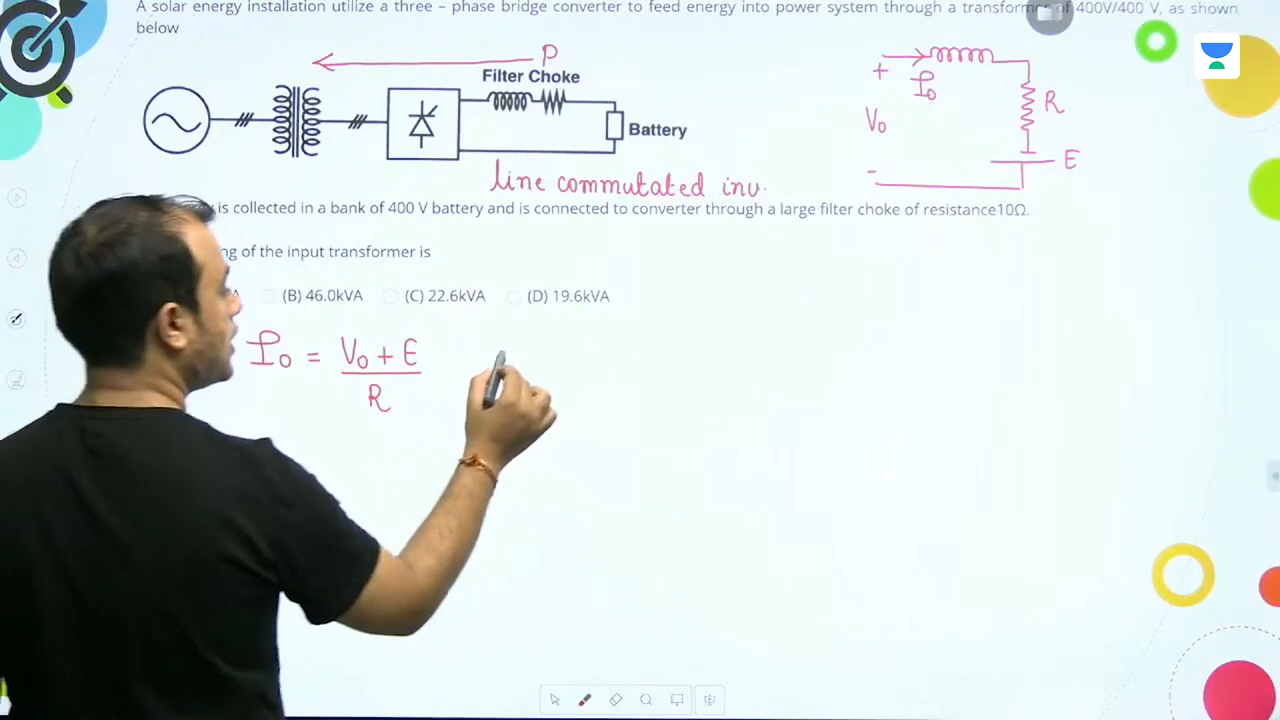 A solar energy installation utilize a three – phase bridge converter to feed energy into power system through a transformer of 400V/400 V, as shown
below
P
Filter Choke
Battery
line commutated inv.
+
I₀
V₀
-
R
E
is collected in a bank of 400 V battery and is connected to converter through a large filter choke of resistance10Ω.
of the input transformer is
(B) 46.0kVA (C) 22.6kVA (D) 19.6kVA
I₀ = V₀ + E
R